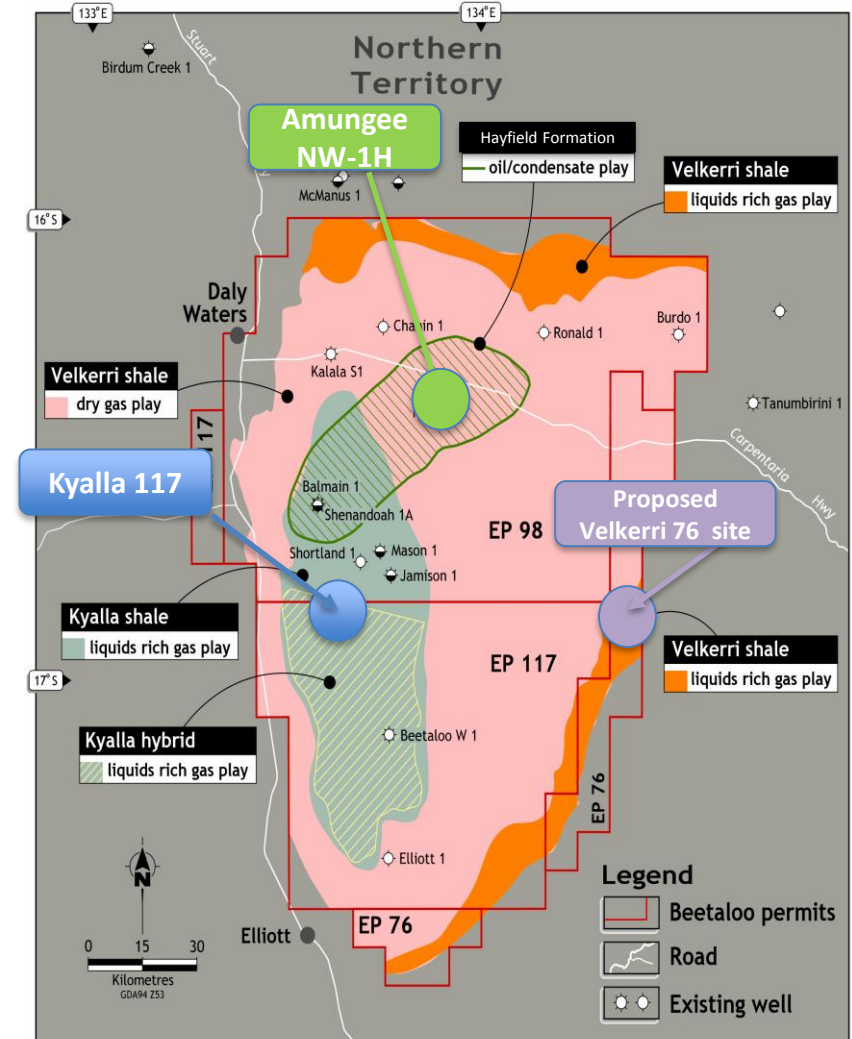 133°E
134°E
Birdum Creek 1
Stuart
Northern
Territory
Amungee
NW-1H
Hayfield Formation
oil/condensate play
McManus 1
Velkerri shale
liquids rich gas play
16°S
Daly
Waters
Chanin 1
Ronald 1
Burdo 1
Kalala S1
Velkerri shale
dry gas play
Tanumbirini 1
117
Carpentaria
Hwy
Kyalla 117
Balmain 1
Shenandoah 1A
Proposed
Velkerri 76 site
EP 98
Shortland 1
Mason 1
Jamison 1
Kyalla shale
liquids rich gas play
EP 117
Velkerri shale
liquids rich gas play
17°S
Kyalla hybrid
liquids rich gas play
Beetaloo W 1
EP 76
Elliott 1
N
Legend
Beetaloo permits
Elliott
EP 76
0 15 30
Kilometres
GDA94 Z53
Road
Existing well